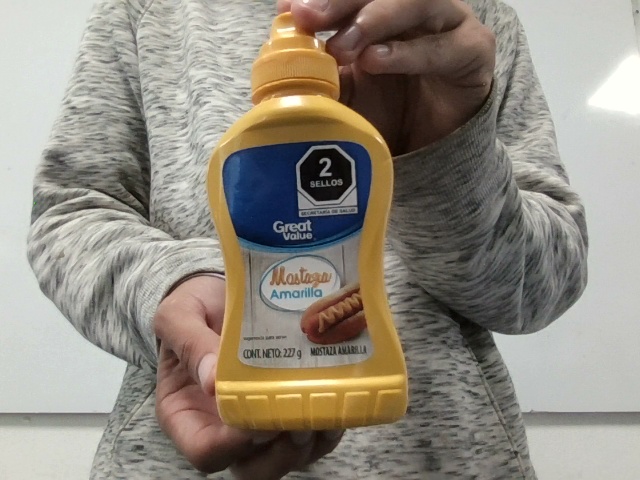 2
SELLOS
SECRETARÍA DE SALUD
Great
Value
Mostaza
Amarilla
CONT. NETO: 227 g
MOSTAZA AMARILLA